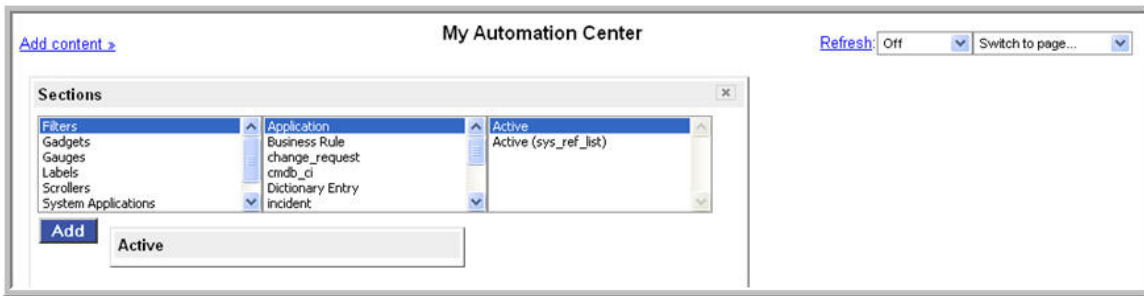 My Automation Center
Add content »
Refresh: Off Switch to page...
Sections
Filters
Gadgets
Gauges
Labels
Scrollers
System Applications
Application
Business Rule
change_request
cmdb_ci
Dictionary Entry
incident
Active
Active (sys_ref_list)
Add
Active